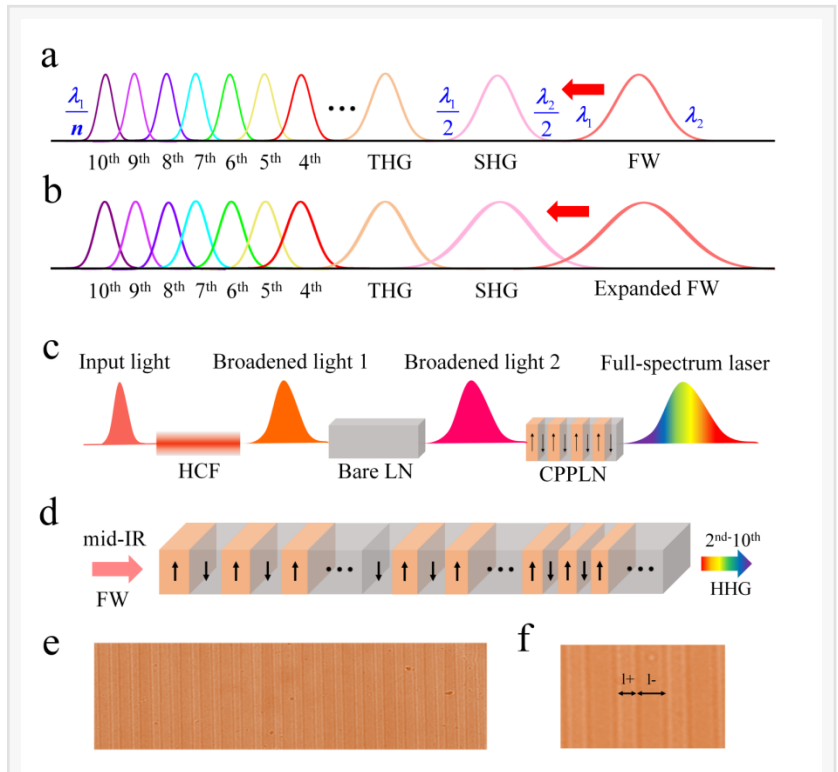 a
λ₁/n λ₁/2 λ₂/2 λ₁ λ₂
10ᵗʰ 9ᵗʰ 8ᵗʰ 7ᵗʰ 6ᵗʰ 5ᵗʰ 4ᵗʰ ••• THG SHG FW
b
10ᵗʰ 9ᵗʰ 8ᵗʰ 7ᵗʰ 6ᵗʰ 5ᵗʰ 4ᵗʰ THG SHG Expanded FW
c
Input light Broadened light 1 Broadened light 2 Full-spectrum laser
HCF Bare LN CPPLN
d
mid-IR 2ⁿᵈ-10ᵗʰ
FW ••• ••• ••• HHG
e f
l+ l-